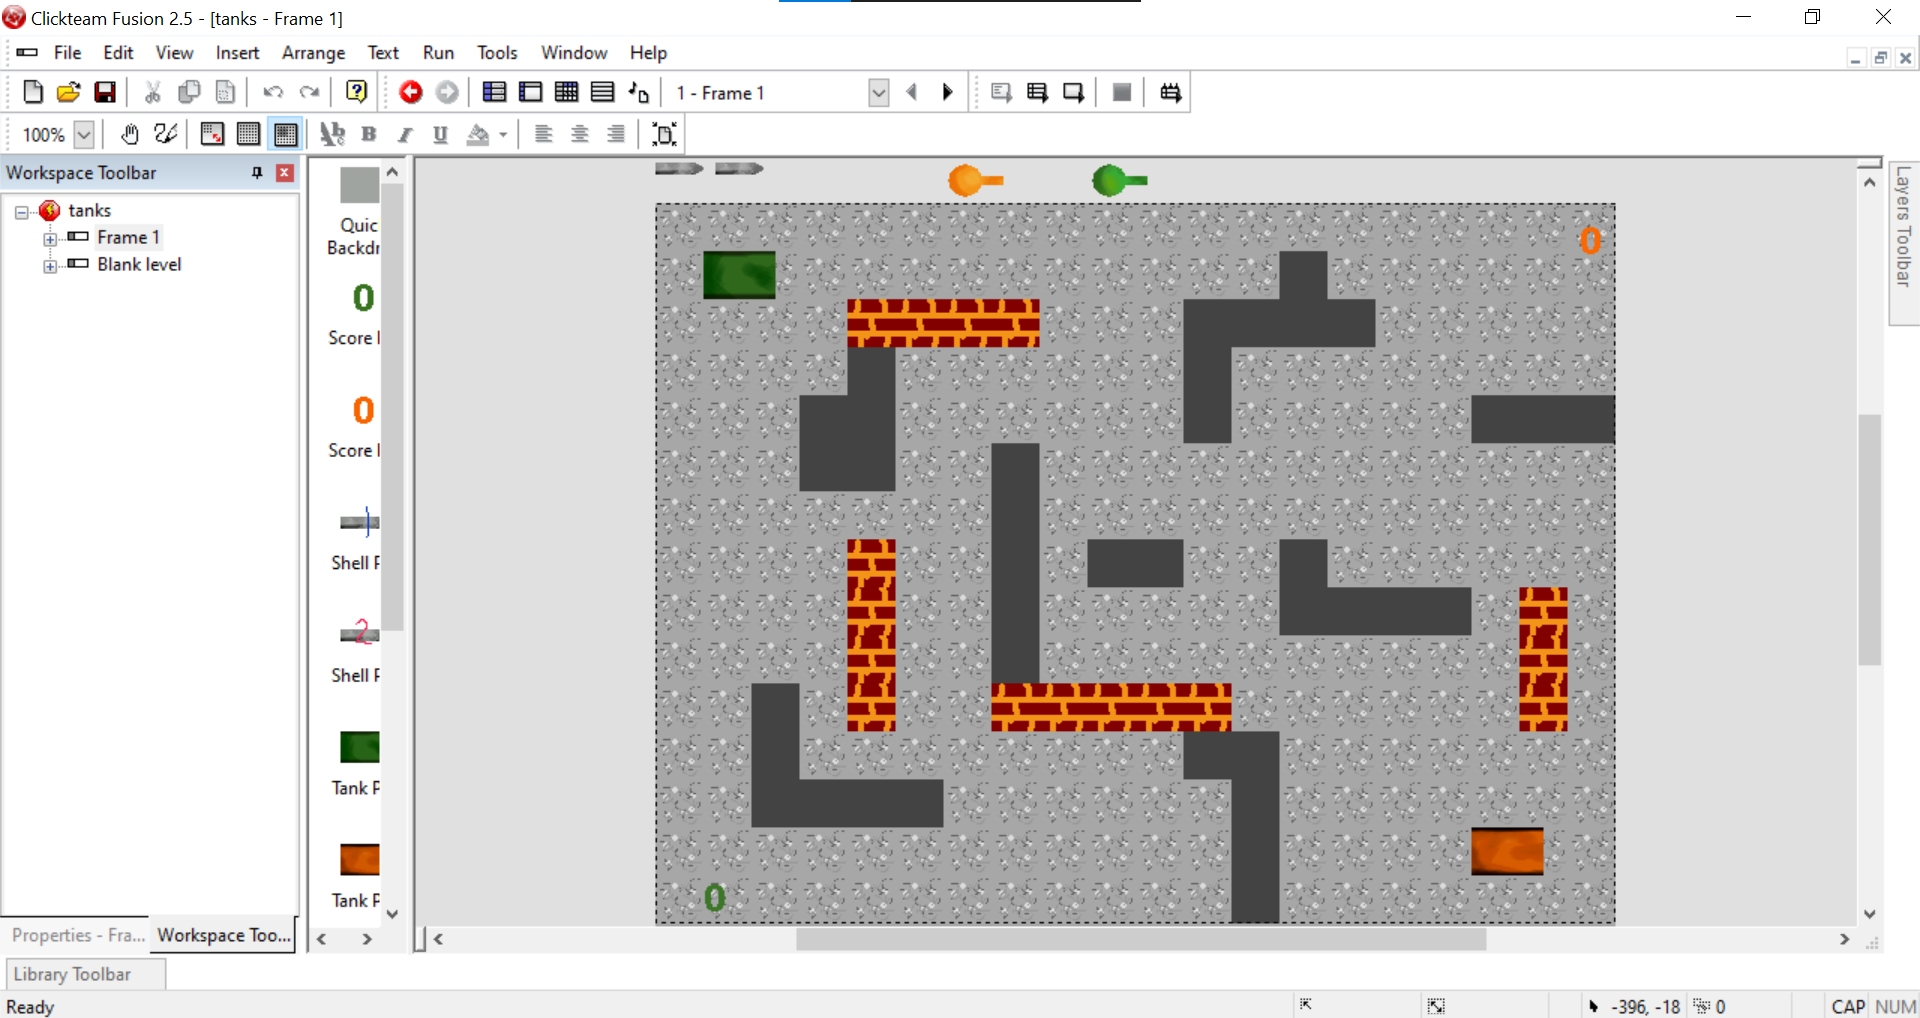 Clickteam Fusion 2.5 - [tanks - Frame 1]
File Edit View Insert Arrange Text Run Tools Window Help
1 - Frame 1
100%
Workspace Toolbar
tanks
Frame 1
Blank level
Quic
Backdr
0
Score
0
Score
1
Shell P
2
Shell P
Tank P
Tank P
0
0
Layers Toolbar
Properties - Fra...
Workspace Too...
Library Toolbar
Ready
-396, -18
0
CAP NUM